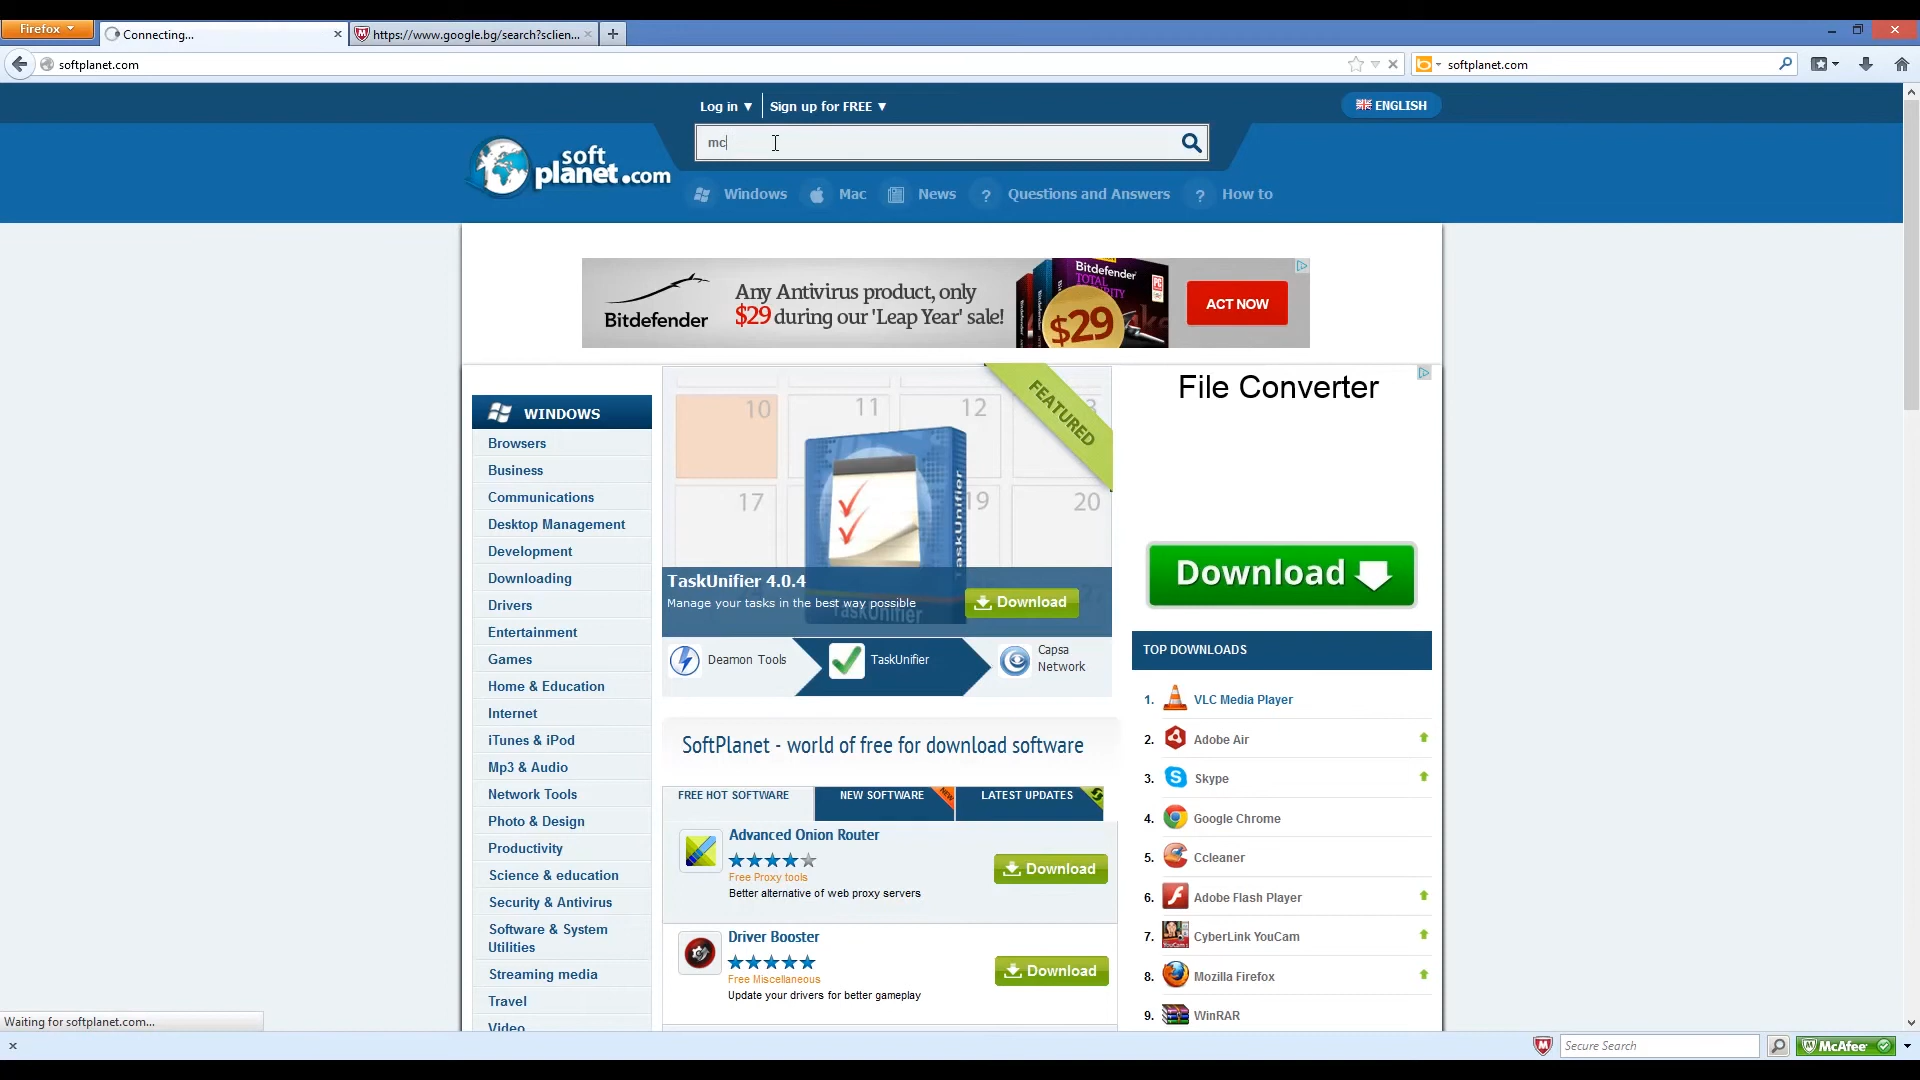 Firefox
Connecting...
https://www.google.bg/search?sclien...
softplanet.com
softplanet.com
Log in
Sign up for FREE
ENGLISH
mc
soft
planet.com
Windows
Mac
News
? Questions and Answers
? How to
Bitdefender
Any Antivirus product, only
$29 during our 'Leap Year' sale!
Bitdefender
$29
ACT NOW
WINDOWS
Browsers
Business
Communications
Desktop Management
Development
Downloading
Drivers
Entertainment
Games
Home & Education
Internet
iTunes & iPod
Mp3 & Audio
Network Tools
Photo & Design
Productivity
Science & education
Security & Antivirus
Software & System
Utilities
Streaming media
Travel
Video
10 11 12 3
17 19 20
FEATURED
TaskUnifier
TaskUnifier 4.0.4
Manage your tasks in the best way possible
Download
Deamon Tools
TaskUnifier
Capsa
Network
SoftPlanet - world of free for download software
FREE HOT SOFTWARE
NEW SOFTWARE
NEW
LATEST UPDATES
Advanced Onion Router
Free Proxy tools
Better alternative of web proxy servers
Download
Driver Booster
Free Miscellaneous
Update your drivers for better gameplay
Download
File Converter
Download
TOP DOWNLOADS
1. VLC Media Player
2. Adobe Air
3. Skype
4. Google Chrome
5. Ccleaner
6. Adobe Flash Player
7. CyberLink YouCam
8. Mozilla Firefox
9. WinRAR
Waiting for softplanet.com...
Secure Search
McAfee